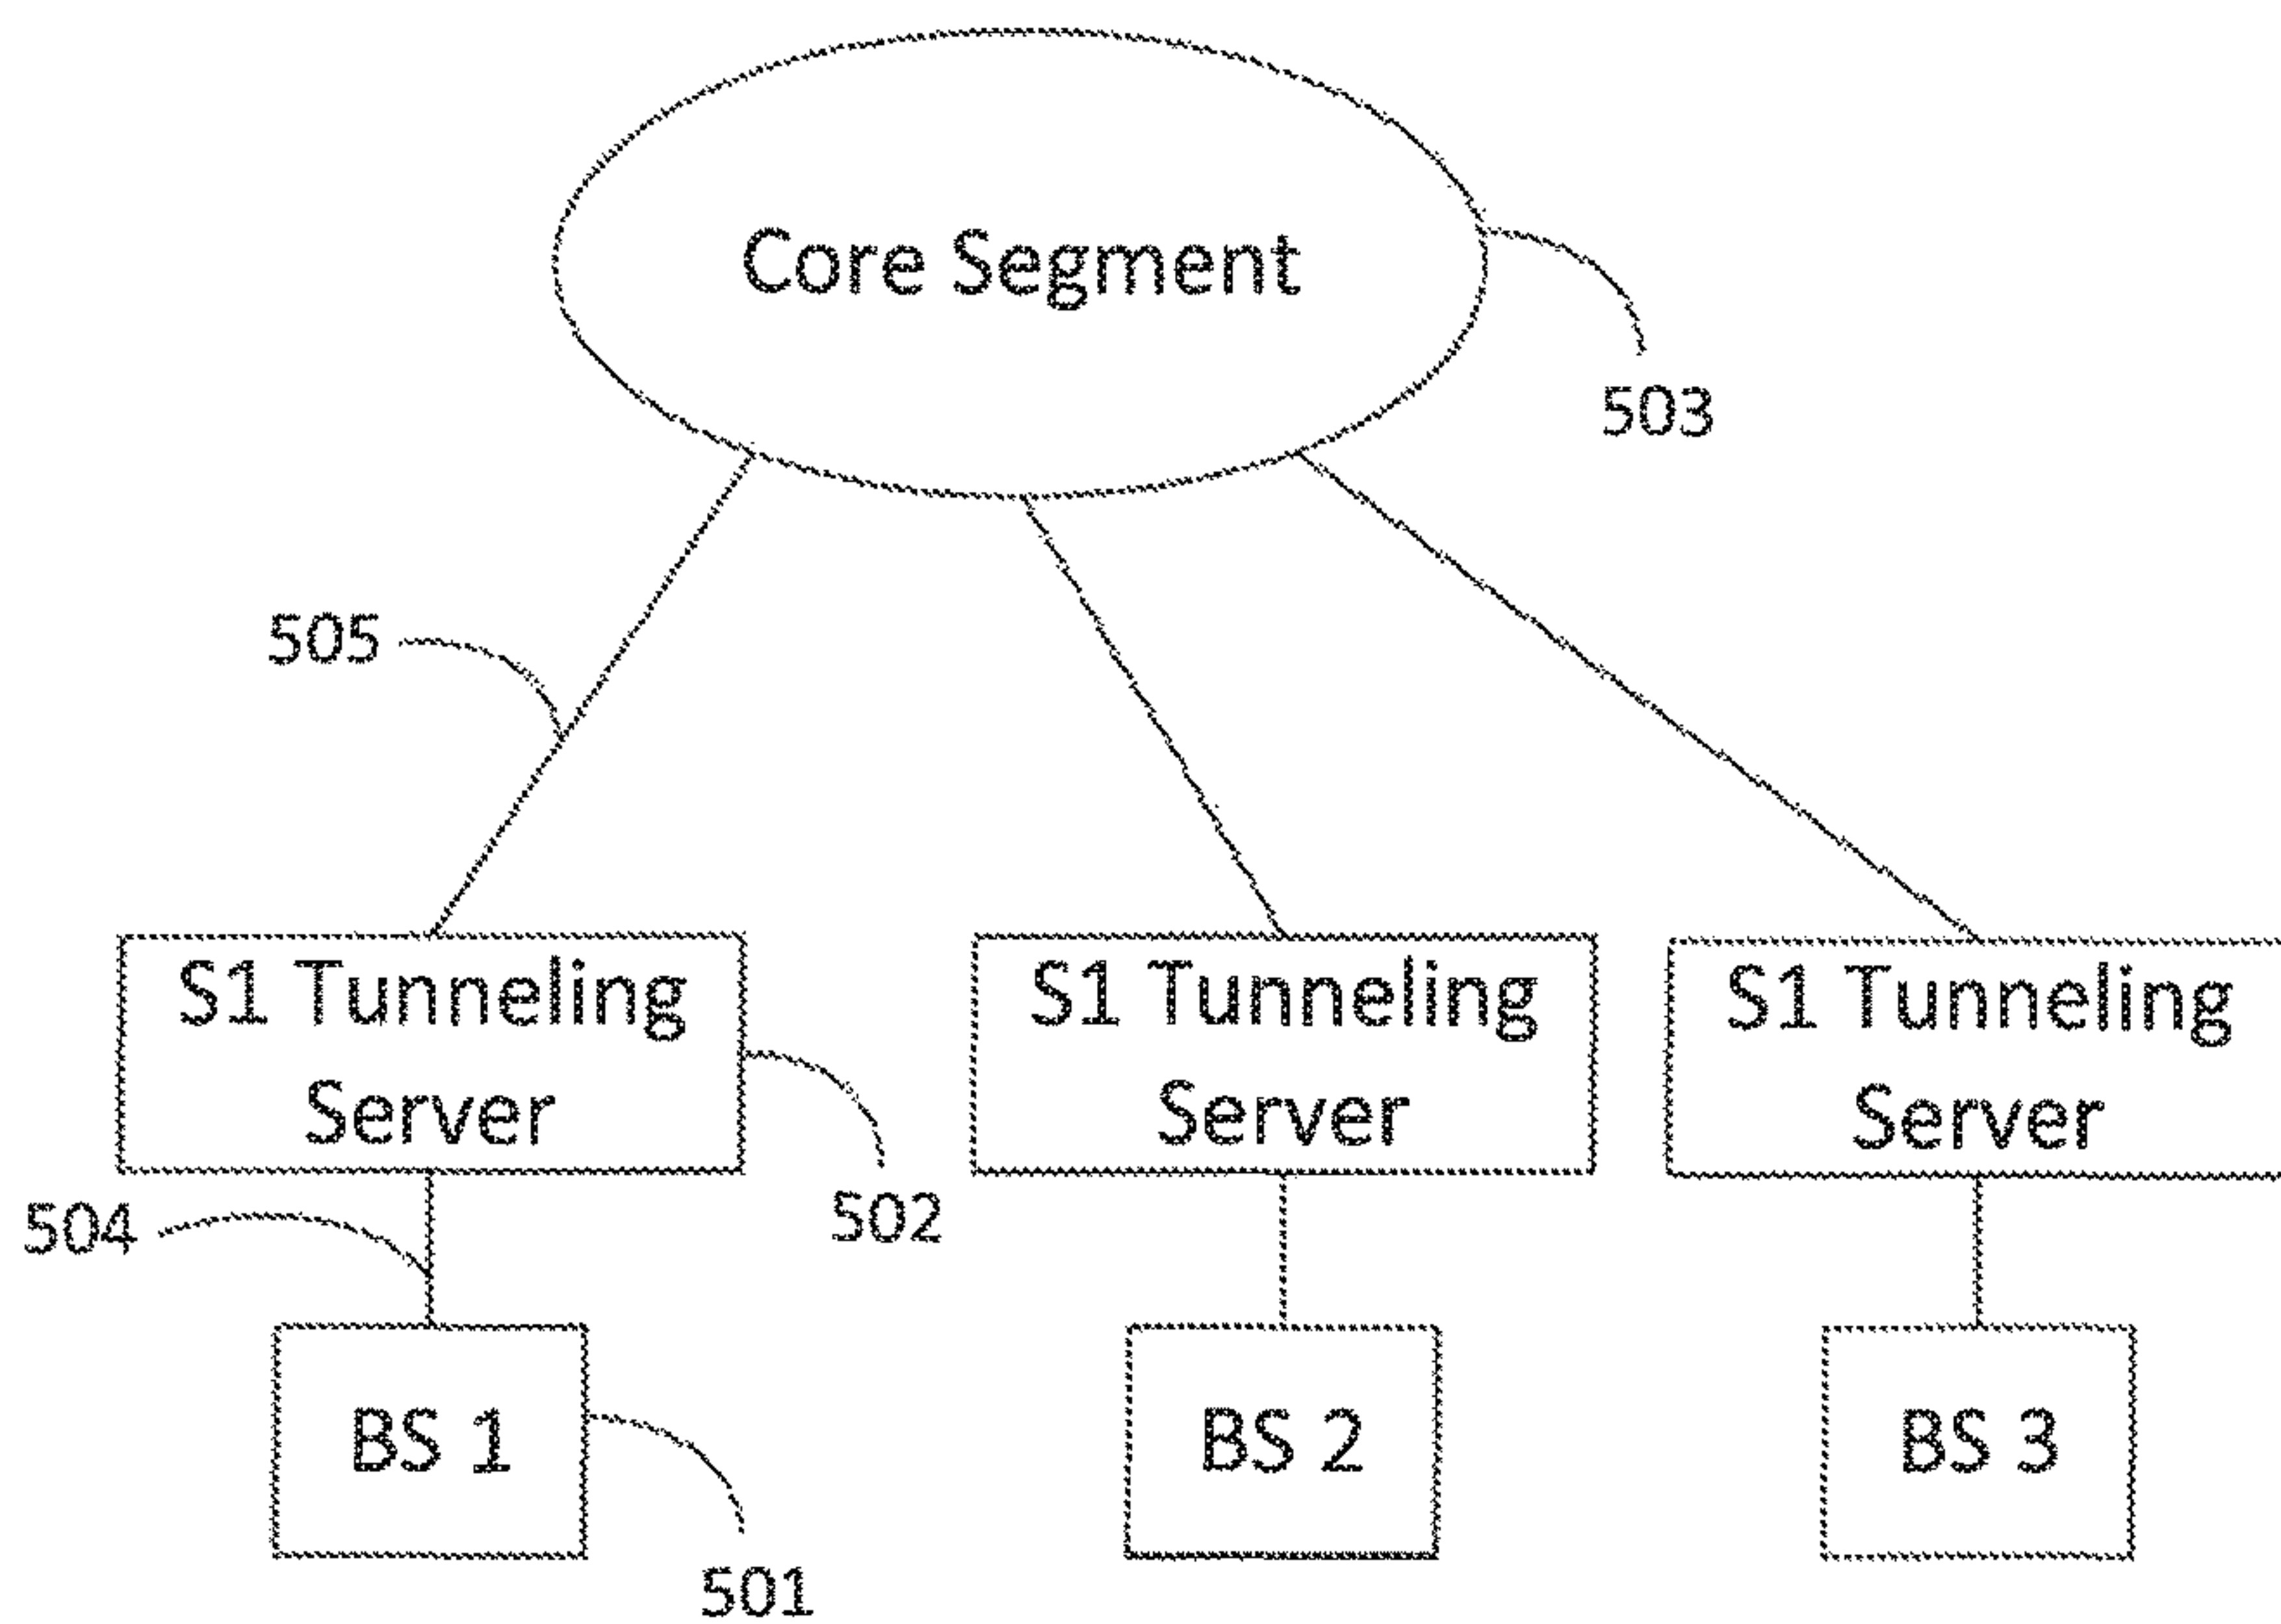 Core Segment
503
505
S1 Tunneling
Server
S1 Tunneling
Server
S1 Tunneling
Server
502
504
BS 1
BS 2
BS 3
501